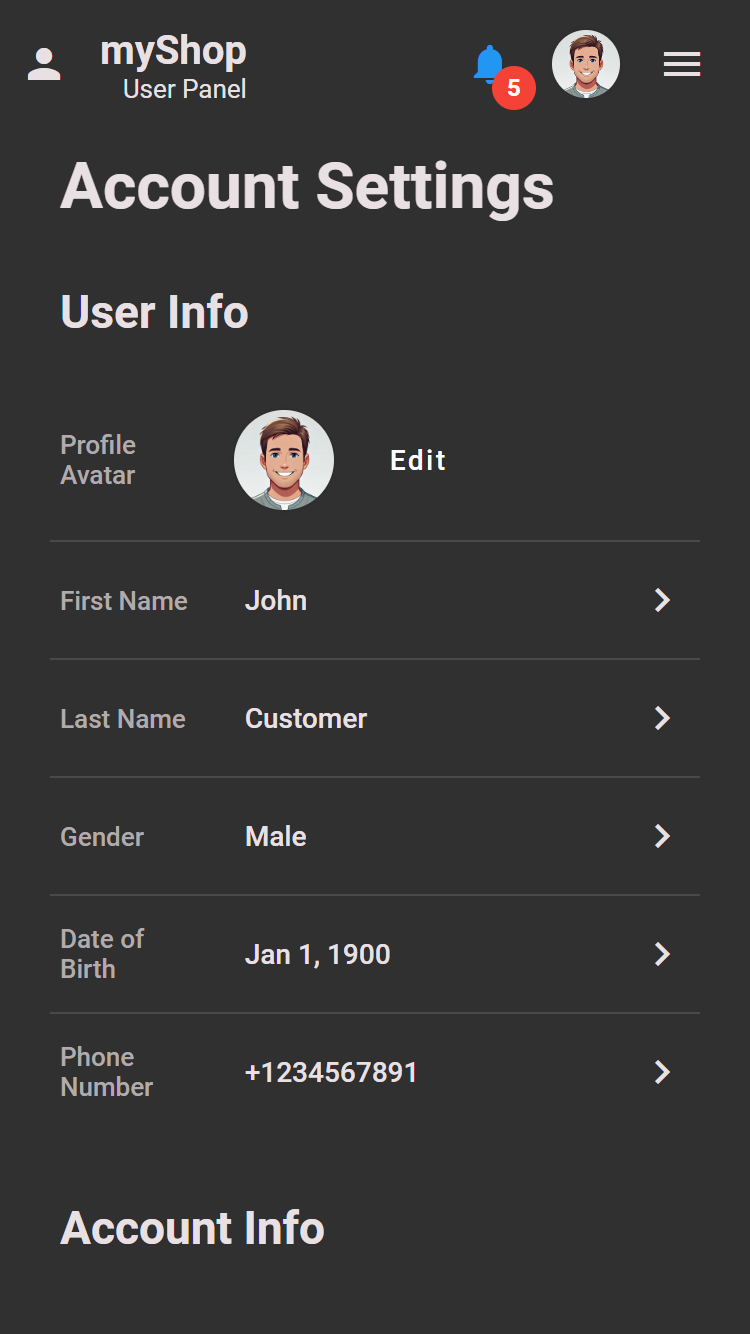 myShop
User Panel
5
Account Settings
User Info
Profile
Avatar
Edit
First Name
John
Last Name
Customer
Gender
Male
Date of
Birth
Jan 1, 1900
Phone
Number
+1234567891
Account Info